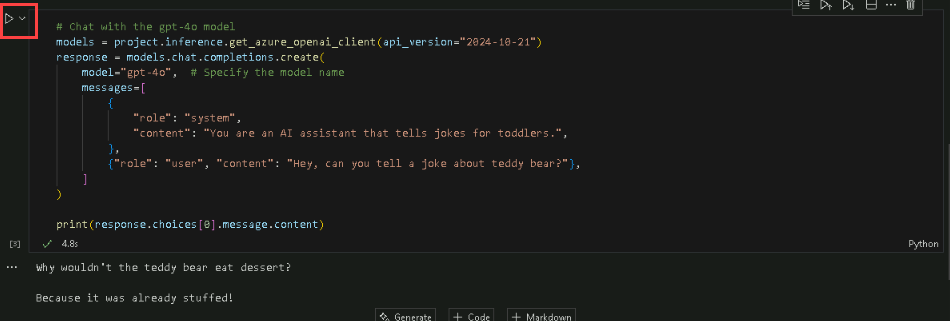 # Chat with the gpt-4o model
models = project.inference.get_azure_openai_client(api_version="2024-10-21")
response = models.chat.completions.create(
    model="gpt-4o",  # Specify the model name
    messages=[
        {
            "role": "system",
            "content": "You are an AI assistant that tells jokes for toddlers.",
        },
        {"role": "user", "content": "Hey, can you tell a joke about teddy bear?"},
    ]
)
print(response.choices[0].message.content)
[3] 4.8s Python
... Why wouldn't the teddy bear eat dessert?
Because it was already stuffed!
Generate + Code + Markdown